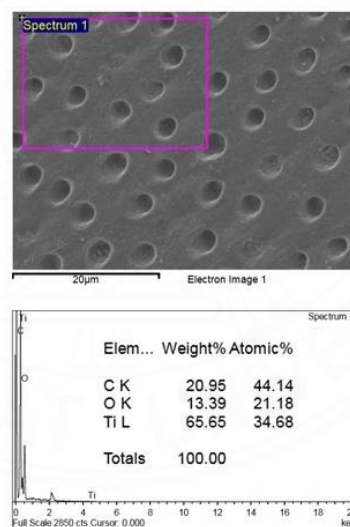 Spectrum 1
20µm
Electron Image 1
Spectrum
Ti
C
O
Elem... Weight% Atomic%
C K 20.95 44.14
O K 13.39 21.18
Ti L 65.65 34.68
Totals 100.00
Ti
0 2 4 6 8 10 12 14 16 18
Full Scale 2850 cts Cursor: 0.000